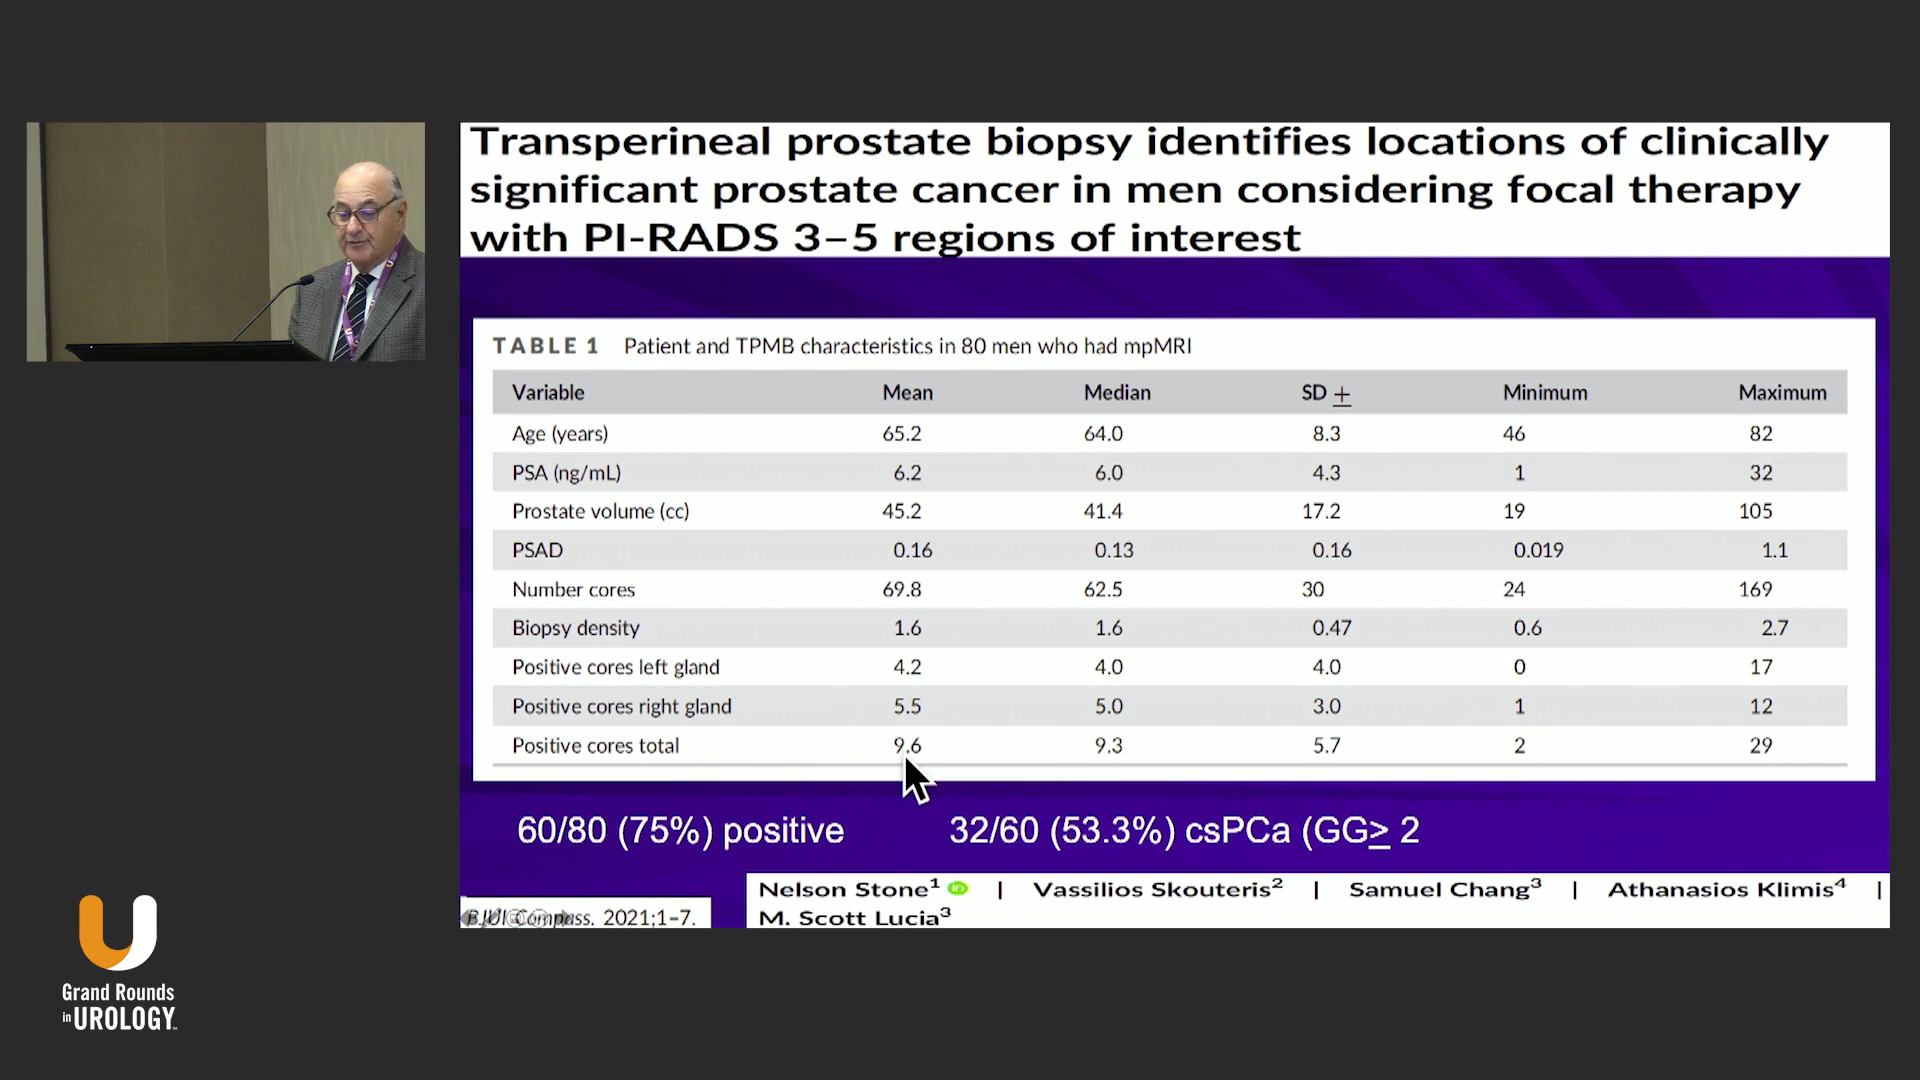 Transperineal prostate biopsy identifies locations of clinically
significant prostate cancer in men considering focal therapy
with PI-RADS 3–5 regions of interest
TABLE 1 Patient and TPMB characteristics in 80 men who had mpMRI
Variable Mean Median SD ± Minimum Maximum
Age (years) 65.2 64.0 8.3 46 82
PSA (ng/mL) 6.2 6.0 4.3 1 32
Prostate volume (cc) 45.2 41.4 17.2 19 105
PSAD 0.16 0.13 0.16 0.019 1.1
Number cores 69.8 62.5 30 24 169
Biopsy density 1.6 1.6 0.47 0.6 2.7
Positive cores left gland 4.2 4.0 4.0 0 17
Positive cores right gland 5.5 5.0 3.0 1 12
Positive cores total 9.6 9.3 5.7 2 29
60/80 (75%) positive 32/60 (53.3%) csPCa (GG≥ 2
Nelson Stone¹ iD | Vassilios Skouteris² | Samuel Chang³ | Athanasios Klimis⁴ |
M. Scott Lucia³
BJUI Compass. 2021;1–7.
Grand Rounds
in UROLOGY™